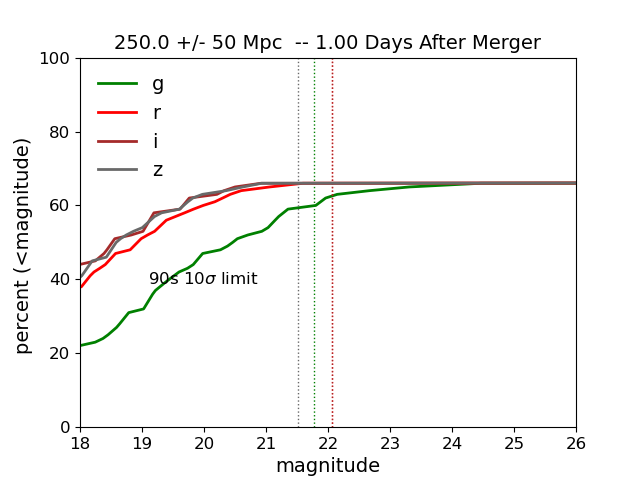 250.0 +/- 50 Mpc  -- 1.00 Days After Merger
percent (<magnitude)
100
80
60
40
20
0
g
r
i
z
90s 10σ limit
18 19 20 21 22 23 24 25 26
magnitude